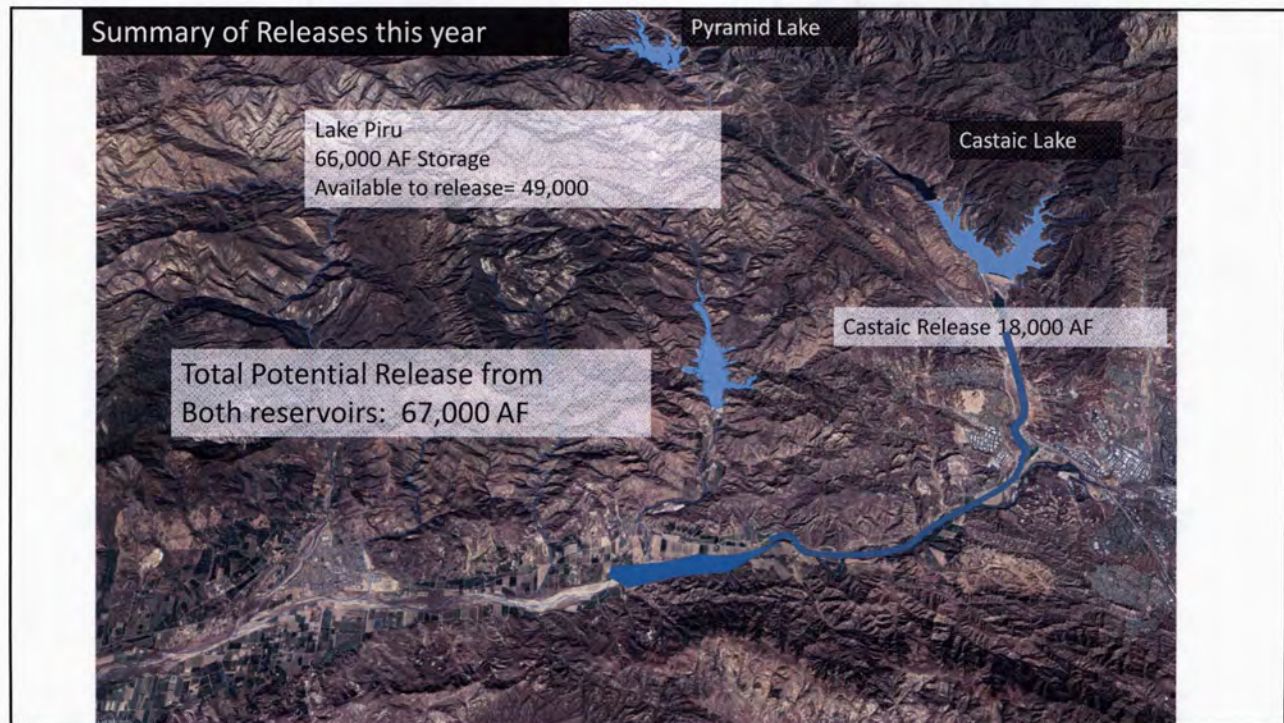 Summary of Releases this year
Pyramid Lake
Lake Piru
66,000 AF Storage
Available to release= 49,000
Castaic Lake
Castaic Release 18,000 AF
Total Potential Release from
Both reservoirs:  67,000 AF